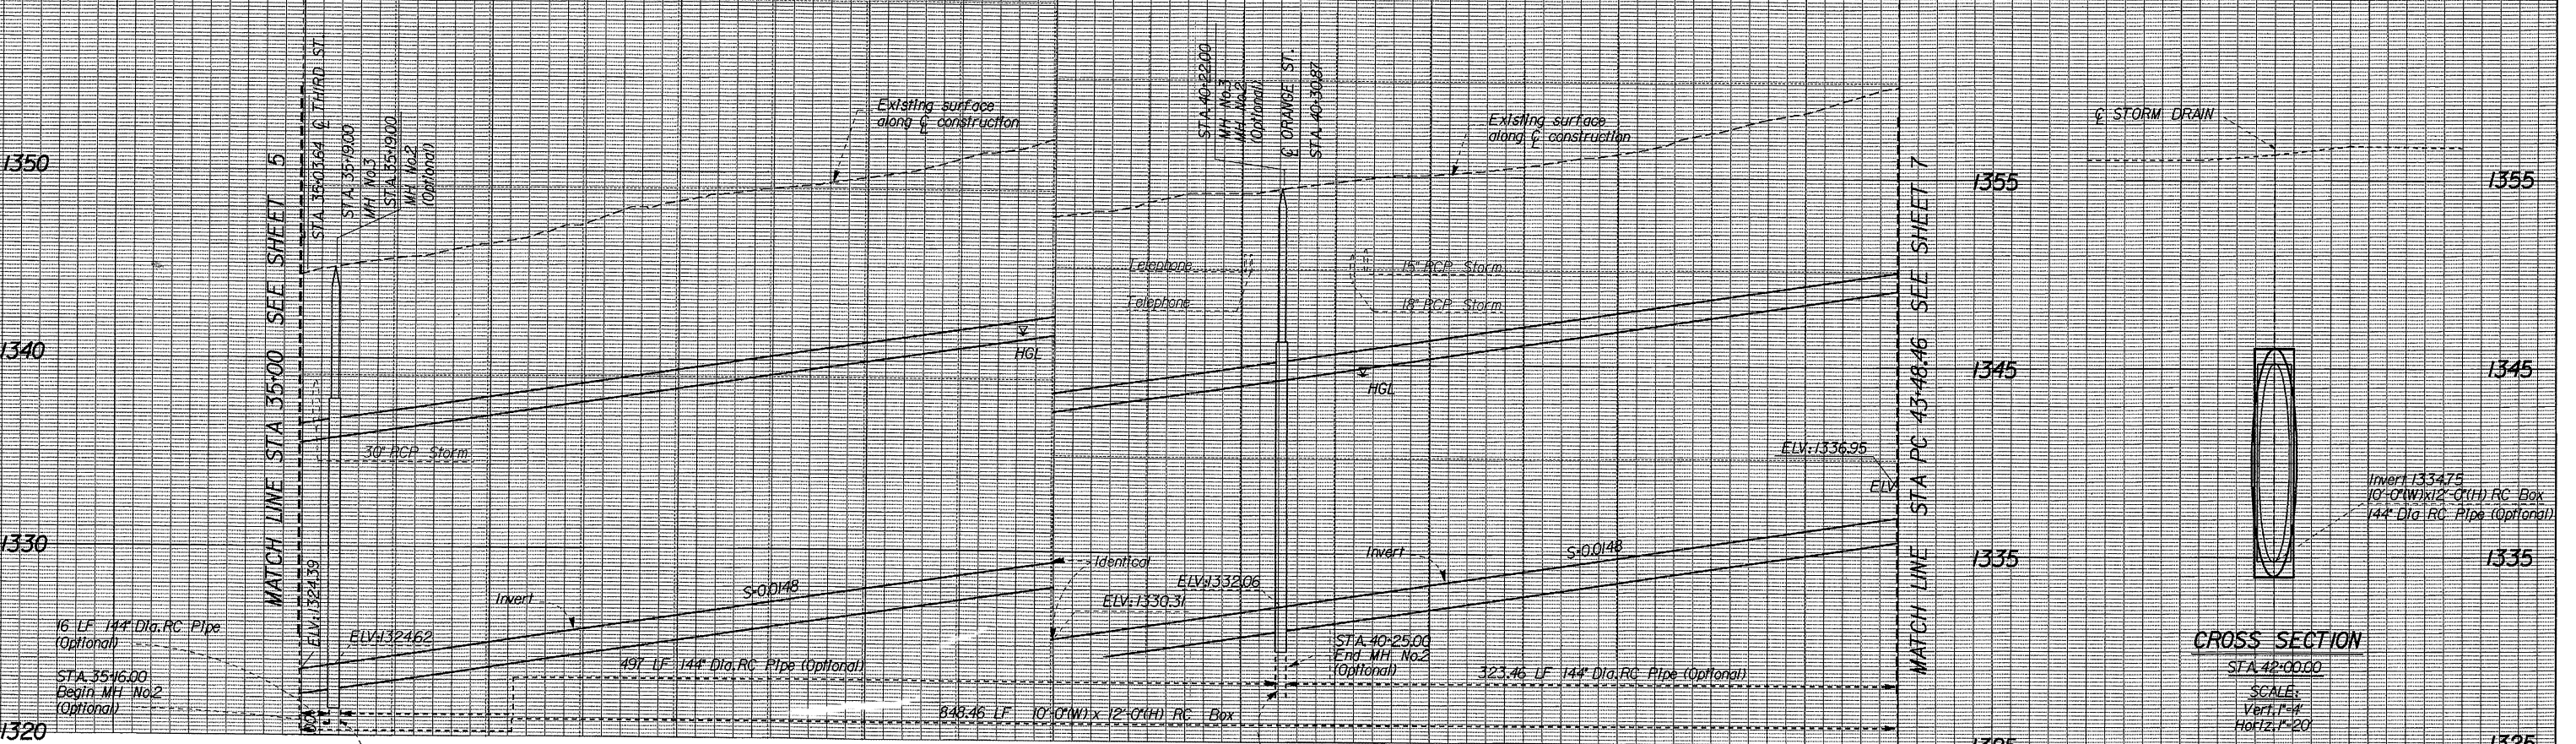 1350
1340
1330
1320
MATCH LINE STA 35+00 SEE SHEET 5
STA. 35+03.64 ℄ THIRD ST.
STA. 35+19.00
MH No.3
STA. 35+19.00
MH No.2
(Optional)
Existing surface
along ℄ construction
HGL
30" RCP Storm
ELV:1324.39
ELV:1324.62
Invert
S=0.0148
16 LF 144" Dia. RC Pipe
(Optional)
STA. 35+16.00
Begin MH No.2
(Optional)
497 LF 144" Dia. RC Pipe (Optional)
848.46 LF 10'-0"(W) x 12'-0"(H) RC Box
STA. 40+22.00
MH No.3
MH No.2
(Optional)
℄ ORANGE ST.
STA. 40+30.87
Existing surface
along ℄ construction
Telephone
Telephone
15" RCP Storm
18" RCP Storm
HGL
Identical
ELV:1332.06
ELV:1330.31
Invert
S=0.0148
STA. 40+25.00
End MH No.2
(Optional)
323.46 LF 144" Dia. RC Pipe (Optional)
ELV:1336.95
ELV
MATCH LINE STA PC 43+48.46 SEE SHEET 7
℄ STORM DRAIN
1355
1355
1345
1345
1335
1335
1325
1325
Invert 1334.75
10'-0"(W)x12'-0"(H) RC Box
144" Dia RC Pipe (Optional)
CROSS SECTION
STA. 42+00.00
SCALE:
Vert. 1"=4'
Horiz. 1"=20'